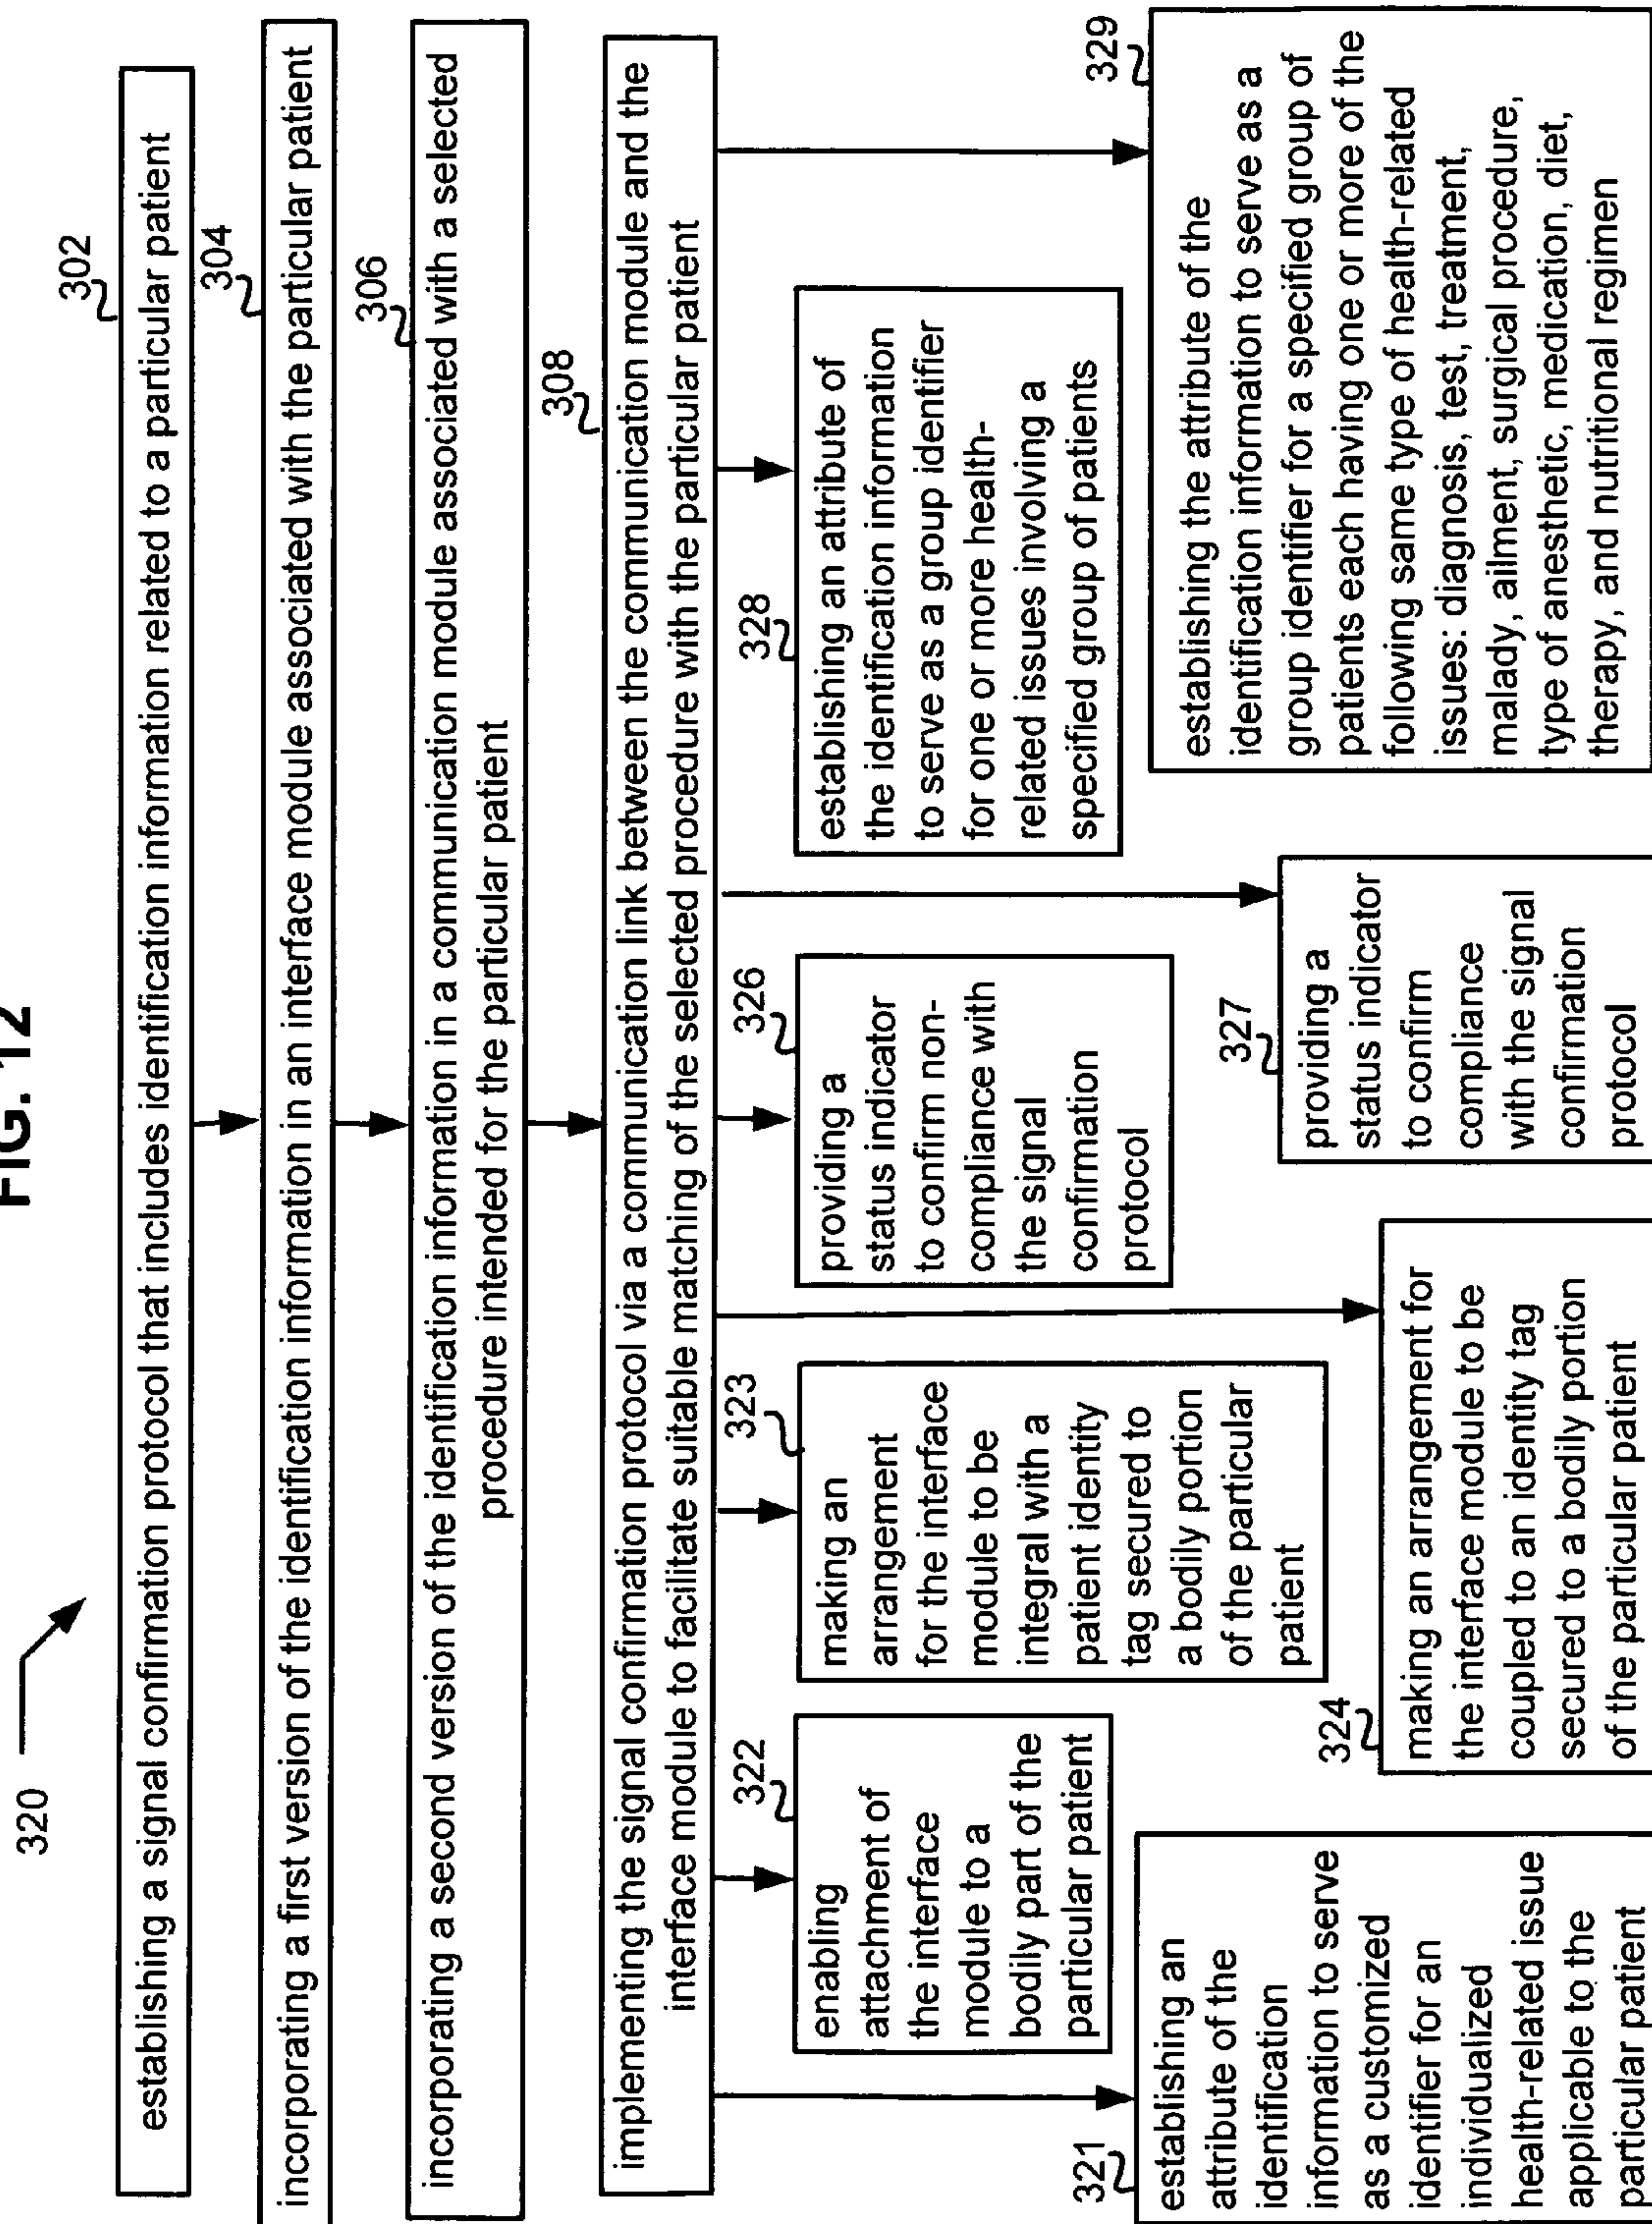 FIG. 12
320
302
establishing a signal confirmation protocol that includes identification information related to a particular patient
304
incorporating a first version of the identification information in an interface module associated with the particular patient
306
incorporating a second version of the identification information in a communication module associated with a selected
procedure intended for the particular patient
308
implementing the signal confirmation protocol via a communication link between the communication module and the
interface module to facilitate suitable matching of the selected procedure with the particular patient
321
establishing an
attribute of the
identification
information to serve
as a customized
identifier for an
individualized
health-related issue
applicable to the
particular patient
322
enabling
attachment of
the interface
module to a
bodily part of the
particular patient
323
making an
arrangement
for the interface
module to be
integral with a
patient identity
tag secured to
a bodily portion
of the particular
patient
324
making an arrangement for
the interface module to be
coupled to an identity tag
secured to a bodily portion
of the particular patient
326
providing a
status indicator
to confirm non-
compliance with
the signal
confirmation
protocol
327
providing a
status indicator
to confirm
compliance
with the signal
confirmation
protocol
328
establishing an attribute of
the identification information
to serve as a group identifier
for one or more health-
related issues involving a
specified group of patients
329
establishing the attribute of the
identification information to serve as a
group identifier for a specified group of
patients each having one or more of the
following same type of health-related
issues: diagnosis, test, treatment,
malady, ailment, surgical procedure,
type of anesthetic, medication, diet,
therapy, and nutritional regimen